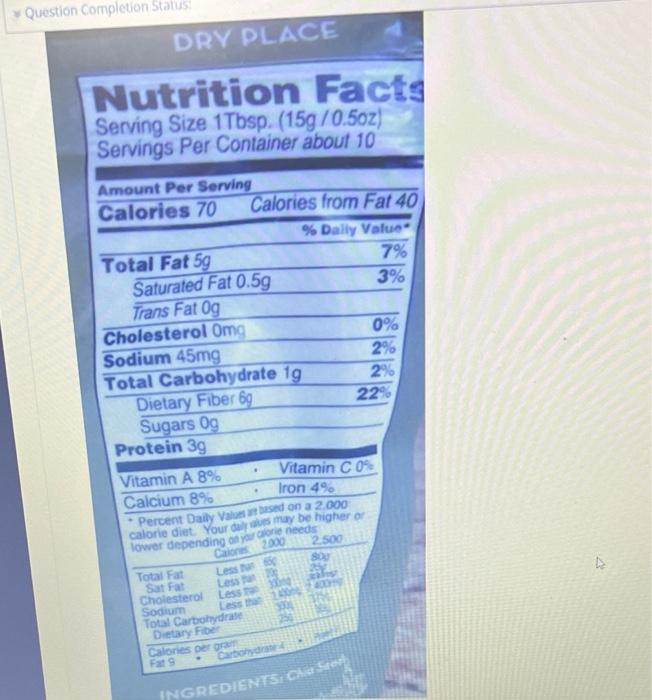 Question Completion Status:
DRY PLACE
Nutrition Facts
Serving Size 1Tbsp. (15g/0.5oz)
Servings Per Container about 10
Amount Per Serving
Calories 70 Calories from Fat 40
% Daily Value*
Total Fat 5g 7%
Saturated Fat 0.5g 3%
Trans Fat 0g
Cholesterol 0mg 0%
Sodium 45mg 2%
Total Carbohydrate 1g 2%
Dietary Fiber 6g 22%
Sugars 0g
Protein 3g
Vitamin A 8% • Vitamin C 0%
Calcium 8% • Iron 4%
* Percent Daily Values are based on a 2,000
calorie diet. Your daily values may be higher or
lower depending on your calorie needs
Calories 2000 2,500
Total Fat Less than 65g 80g
Sat Fat Less than
Cholesterol Less than
Sodium Less than
Total Carbohydrate
Dietary Fiber
Calories per gram
Fat 9 • Carbohydrate 4 •
INGREDIENTS: Chia